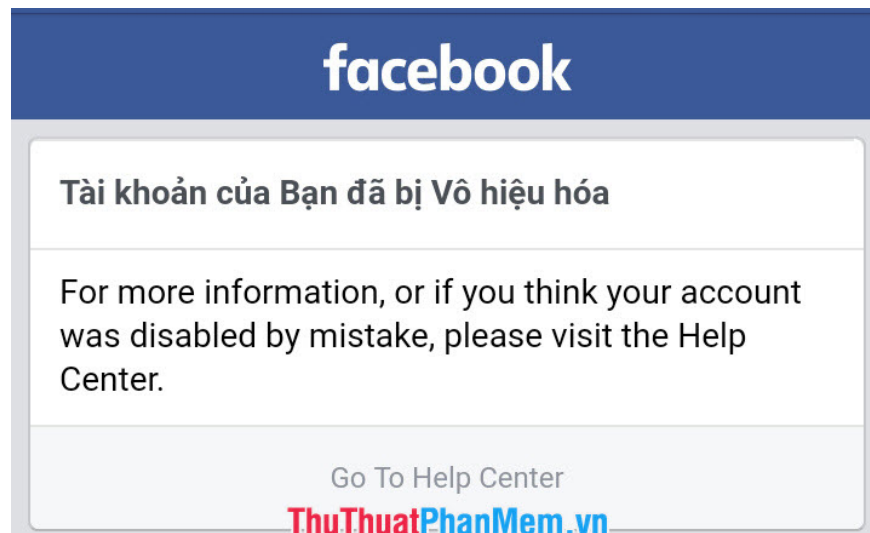 facebook
Tài khoản của Bạn đã bị Vô hiệu hóa
For more information, or if you think your account
was disabled by mistake, please visit the Help
Center.
Go To Help Center
ThuThuatPhanMem.vn